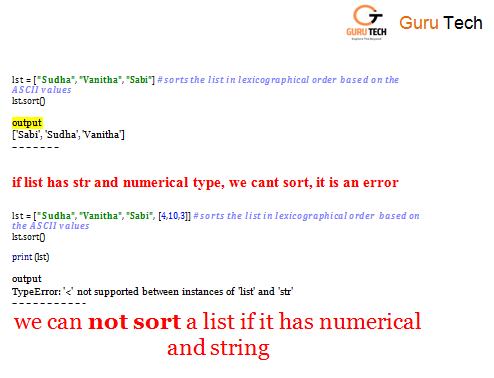 GURU TECH
Explore The Beyond
Guru Tech
lst = ["Sudha", "Vanitha", "Sabi"] # sorts the list in lexicographical order based on the
ASCII values
lst.sort()
output
['Sabi', 'Sudha', 'Vanitha']
-------
if list has str and numerical type, we cant sort, it is an error
lst = ["Sudha", "Vanitha", "Sabi", [4,10,3]] # sorts the list in lexicographical order based on
the ASCII values
lst.sort()
print (lst)
output
TypeError: '<' not supported between instances of 'list' and 'str'
-----------
we can not sort a list if it has numerical
and string